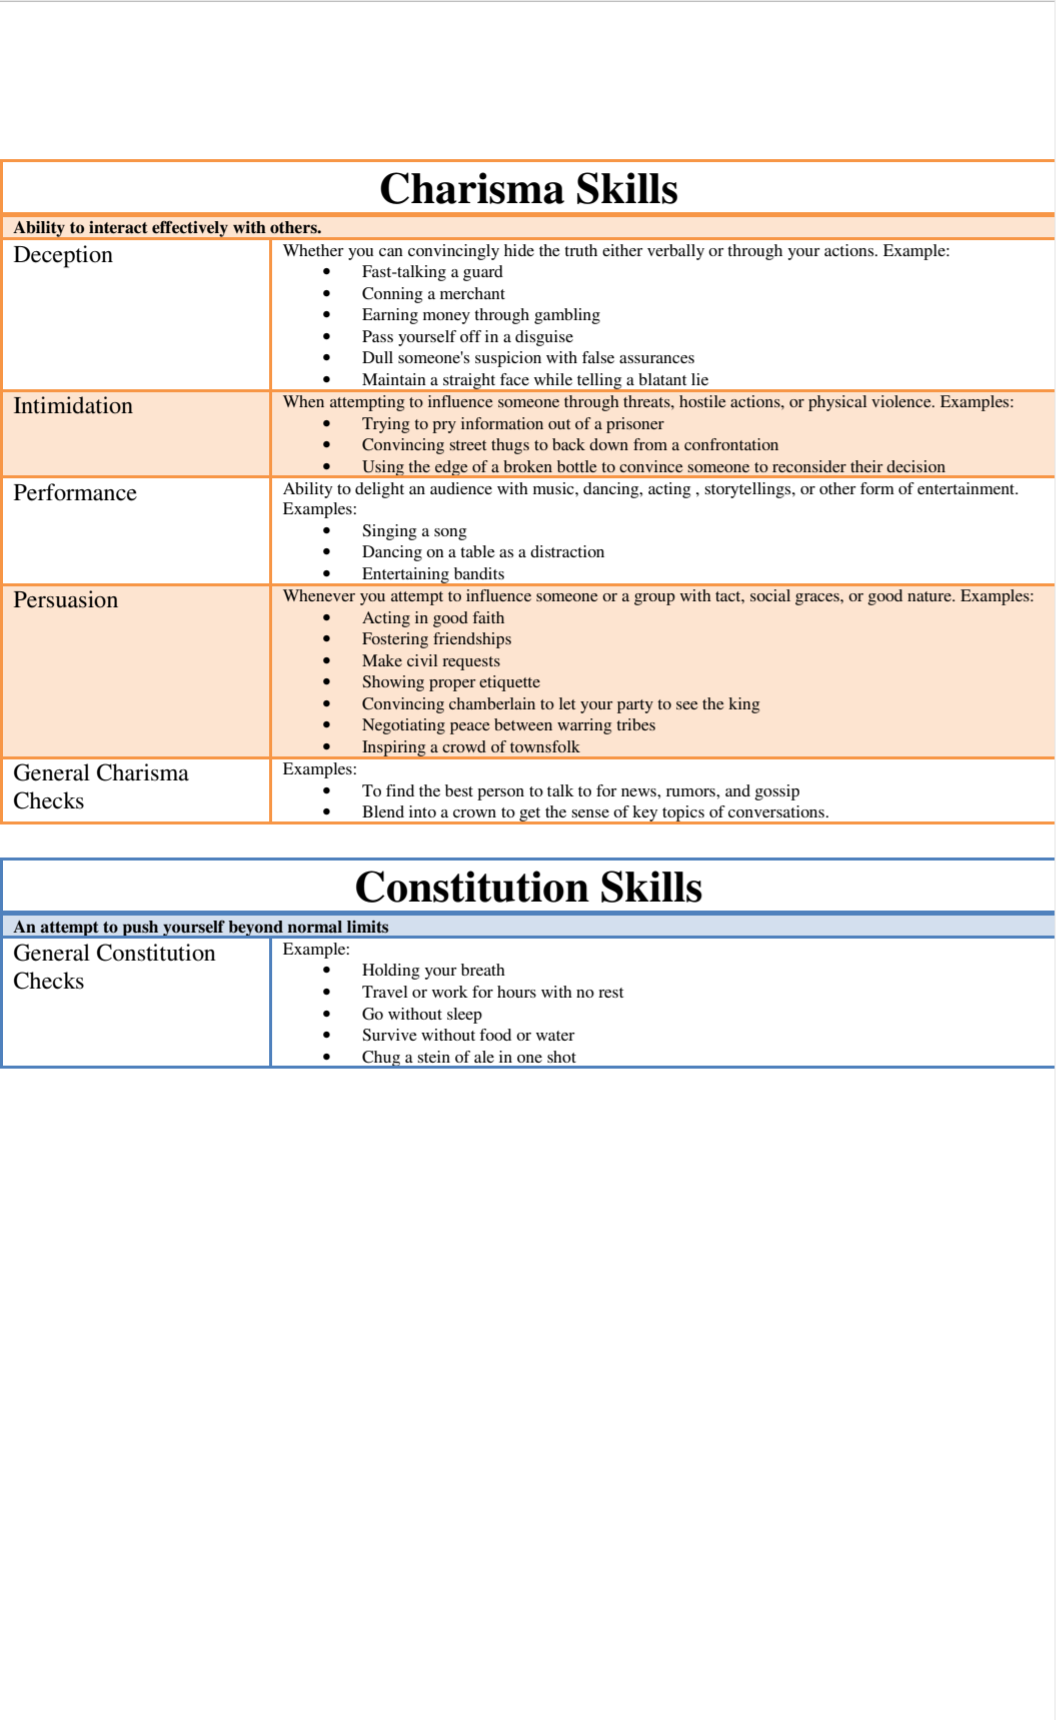 Charisma Skills
Ability to interact effectively with others.
Deception
Whether you can convincingly hide the truth either verbally or through your actions. Example:
• Fast-talking a guard
• Conning a merchant
• Earning money through gambling
• Pass yourself off in a disguise
• Dull someone's suspicion with false assurances
• Maintain a straight face while telling a blatant lie
Intimidation
When attempting to influence someone through threats, hostile actions, or physical violence. Examples:
• Trying to pry information out of a prisoner
• Convincing street thugs to back down from a confrontation
• Using the edge of a broken bottle to convince someone to reconsider their decision
Performance
Ability to delight an audience with music, dancing, acting , storytellings, or other form of entertainment.
Examples:
• Singing a song
• Dancing on a table as a distraction
• Entertaining bandits
Persuasion
Whenever you attempt to influence someone or a group with tact, social graces, or good nature. Examples:
• Acting in good faith
• Fostering friendships
• Make civil requests
• Showing proper etiquette
• Convincing chamberlain to let your party to see the king
• Negotiating peace between warring tribes
• Inspiring a crowd of townsfolk
General Charisma
Checks
Examples:
• To find the best person to talk to for news, rumors, and gossip
• Blend into a crown to get the sense of key topics of conversations.
Constitution Skills
An attempt to push yourself beyond normal limits
General Constitution
Checks
Example:
• Holding your breath
• Travel or work for hours with no rest
• Go without sleep
• Survive without food or water
• Chug a stein of ale in one shot